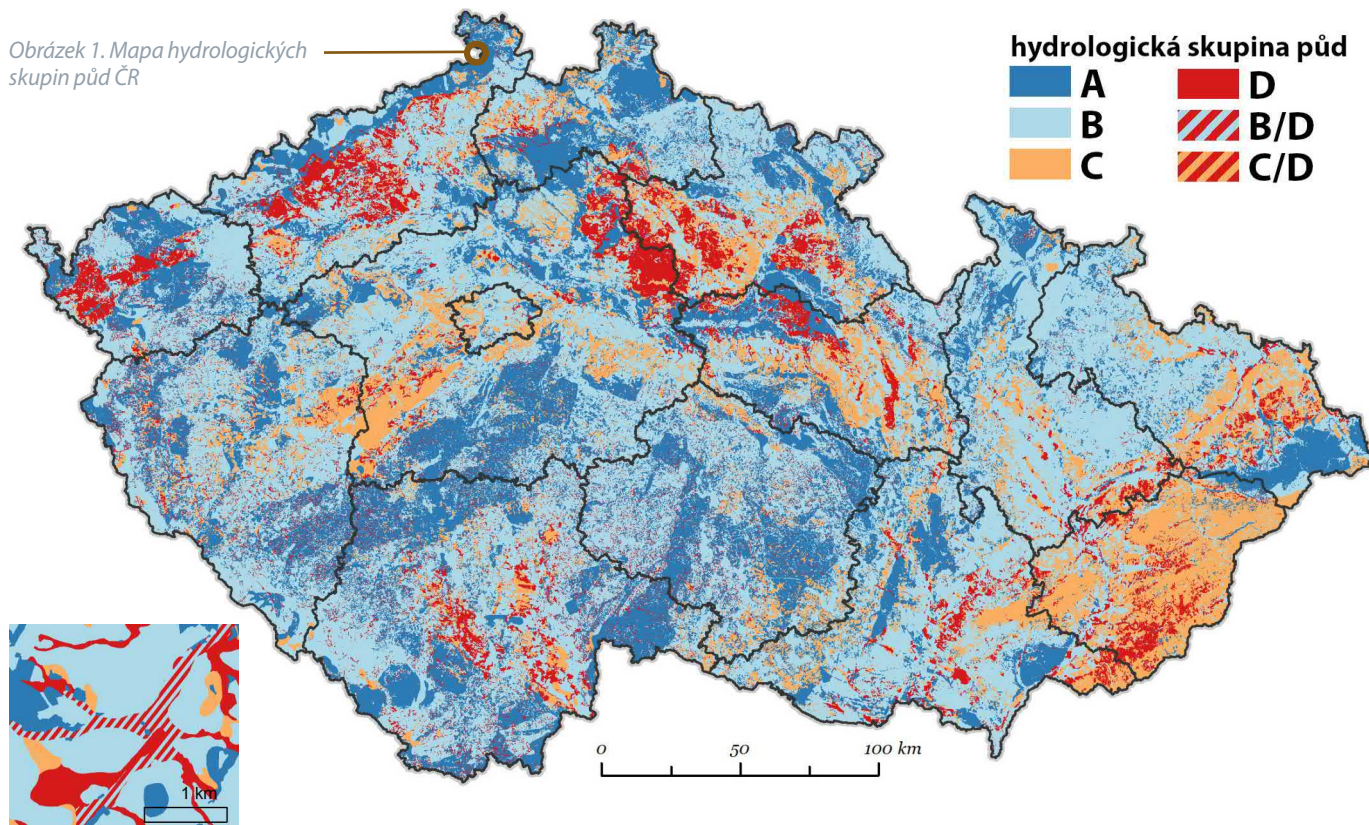 Obrázek 1. Mapa hydrologických
skupin půd ČR
hydrologická skupina půd
A
D
B
B/D
C
C/D
0 50 100 km
1 km